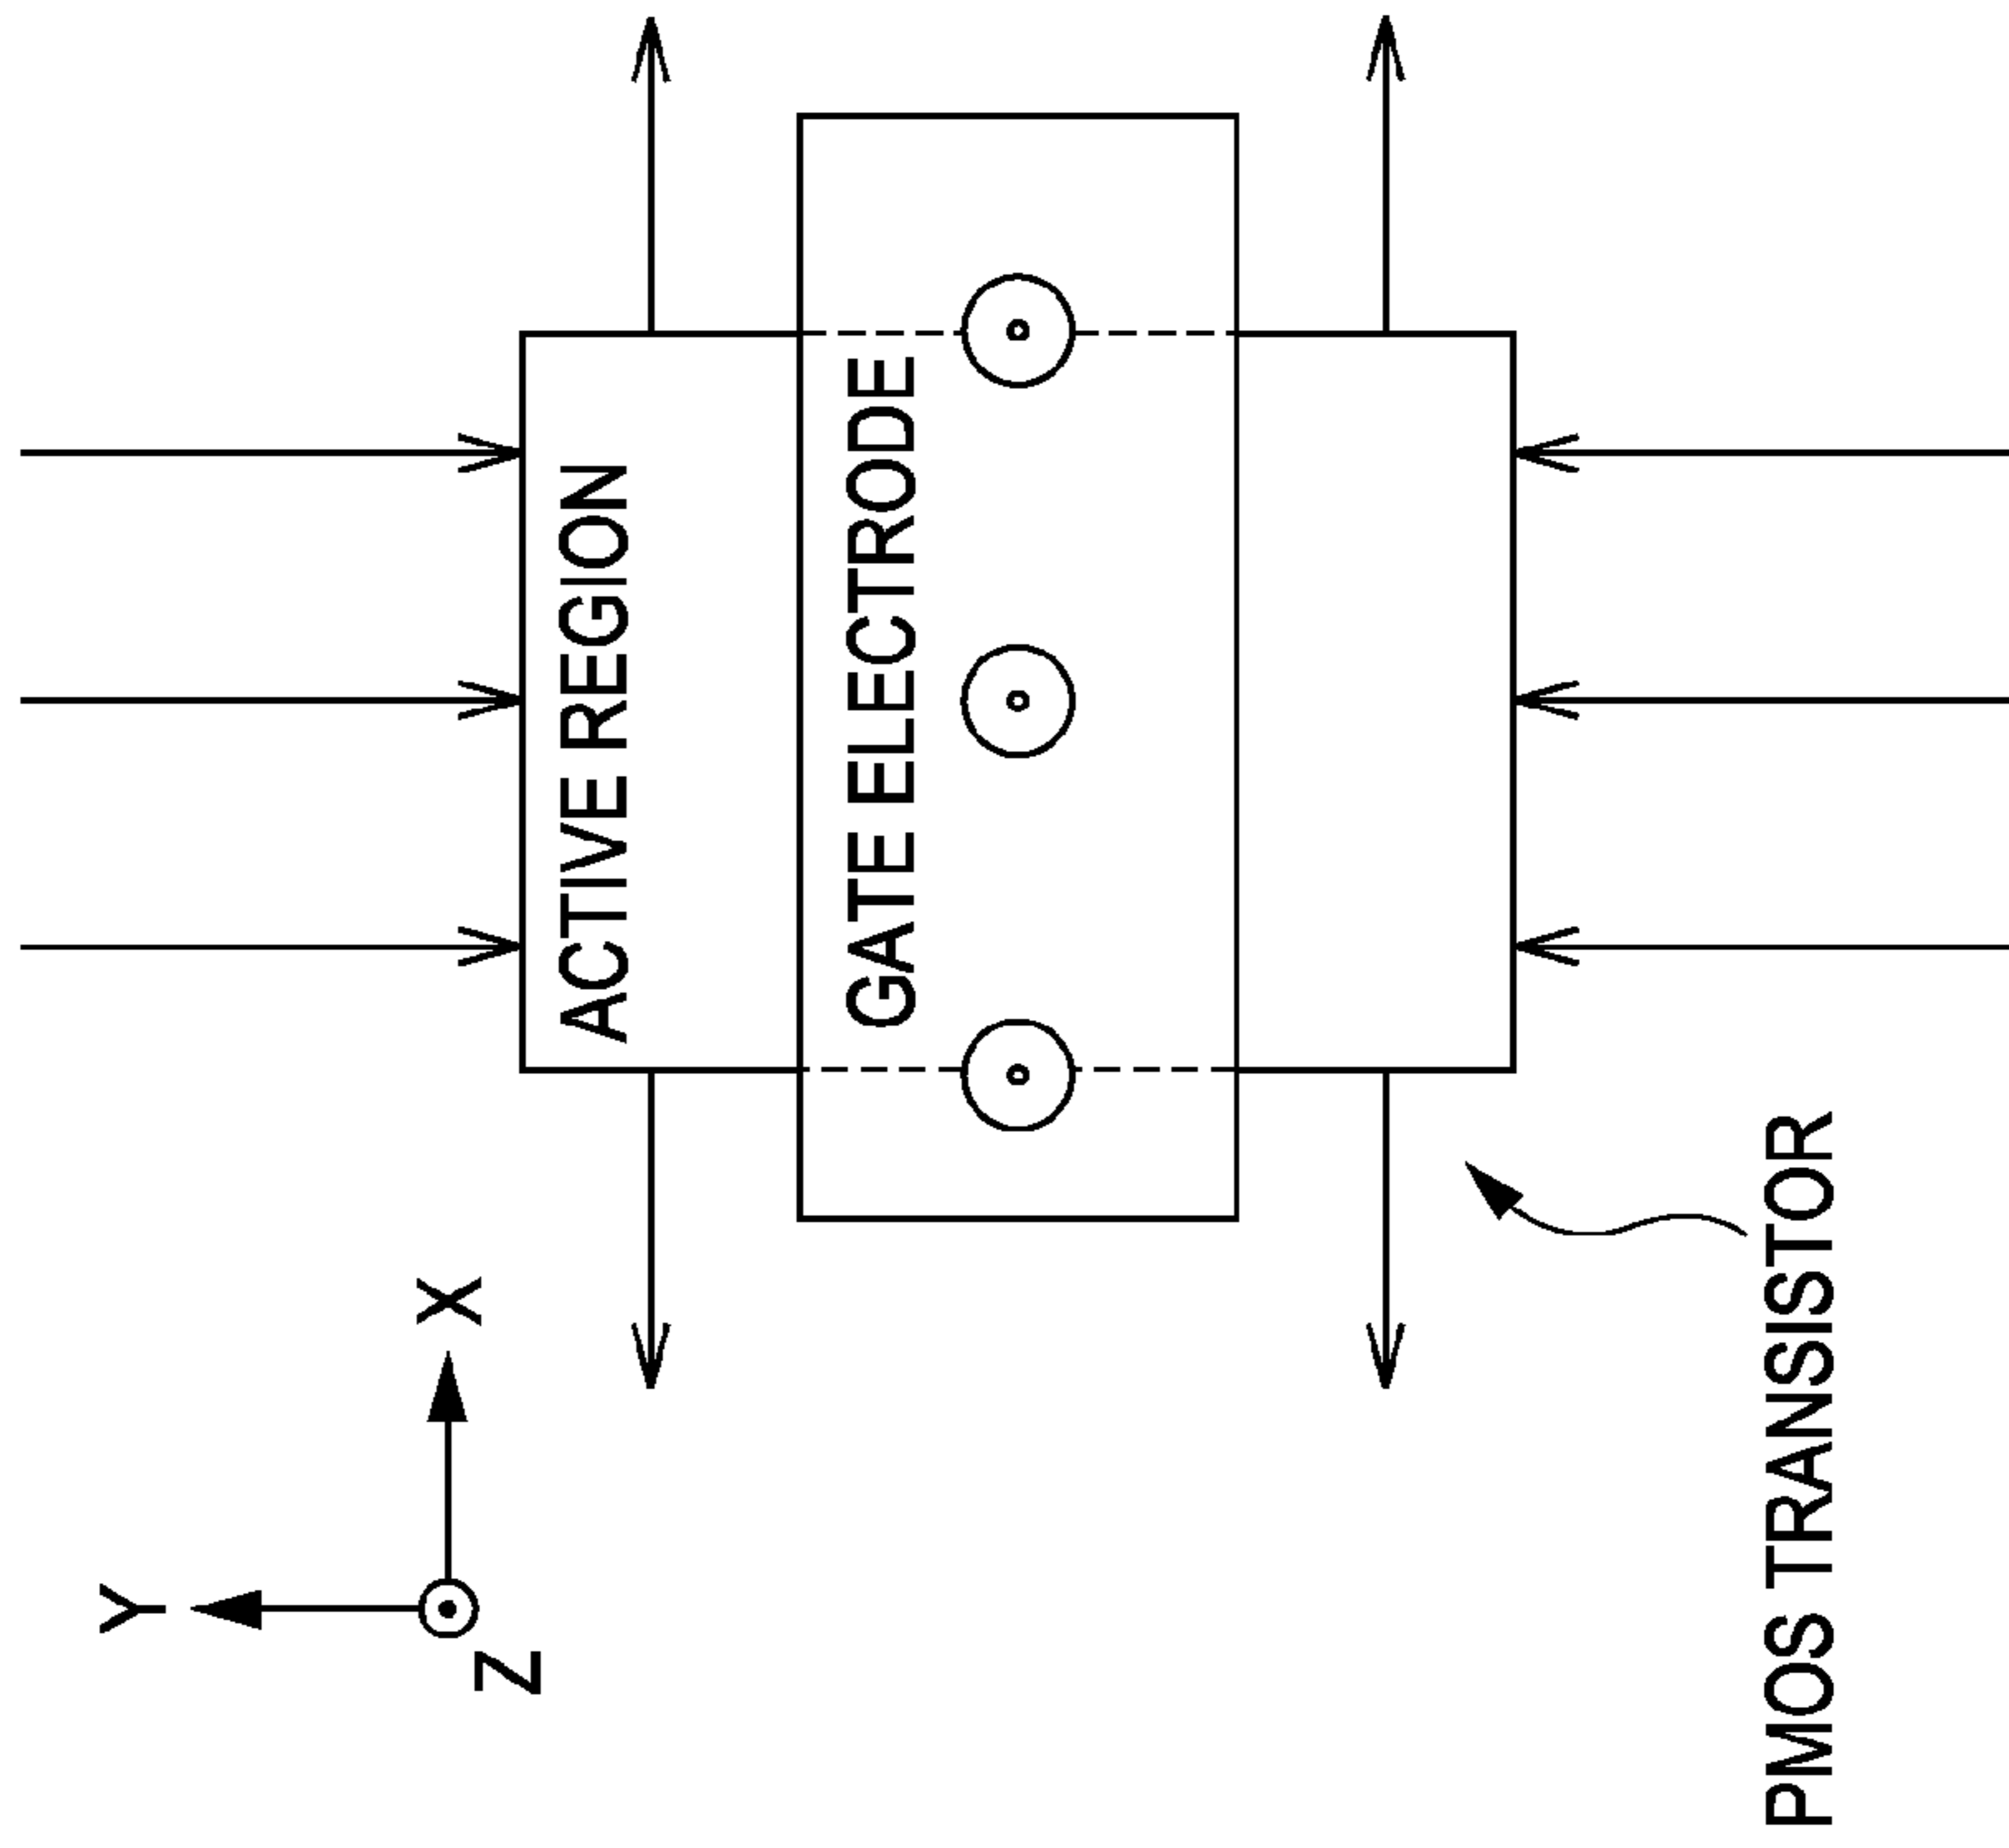 ACTIVE REGION
GATE ELECTRODE
Y
X
Z
PMOS TRANSISTOR